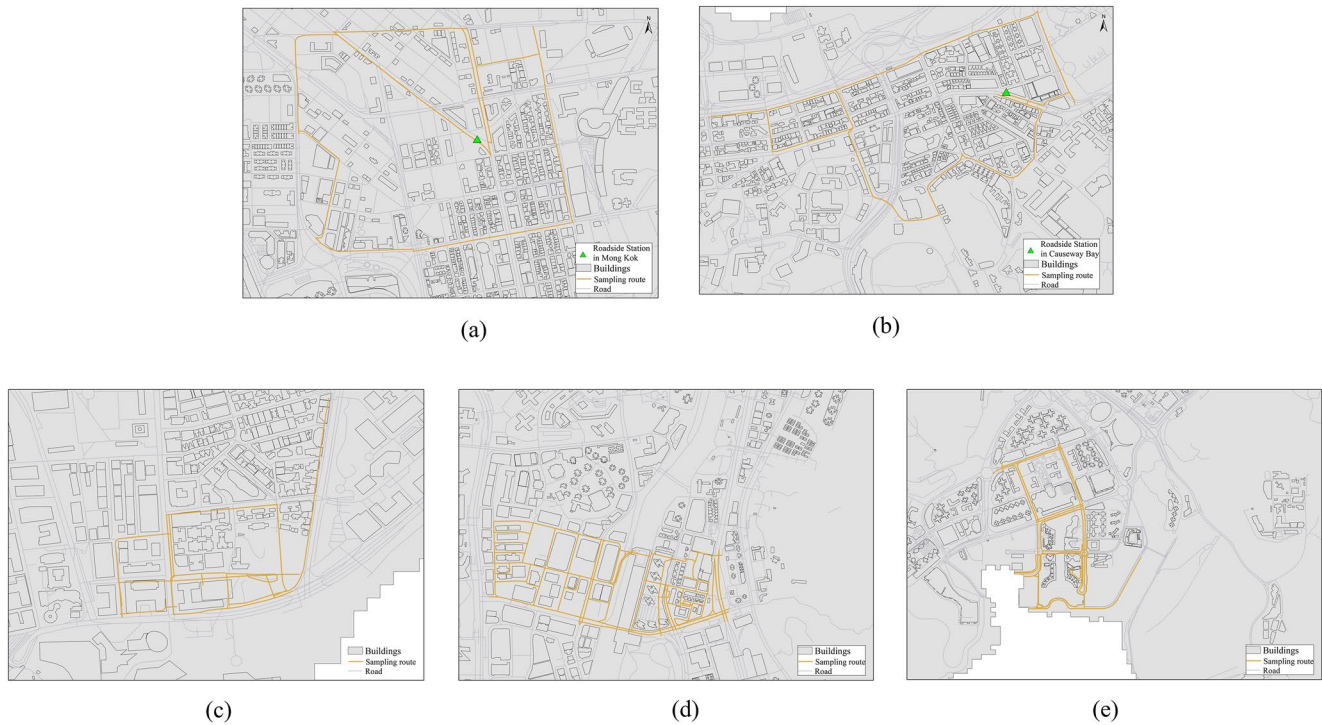 N
Roadside Station
in Mong Kok
Buildings
Sampling route
Road
(a)
N
Roadside Station
in Causeway Bay
Buildings
Sampling route
Road
(b)
Buildings
Sampling route
Road
(c)
Buildings
Sampling route
Road
(d)
Buildings
Sampling route
Road
(e)